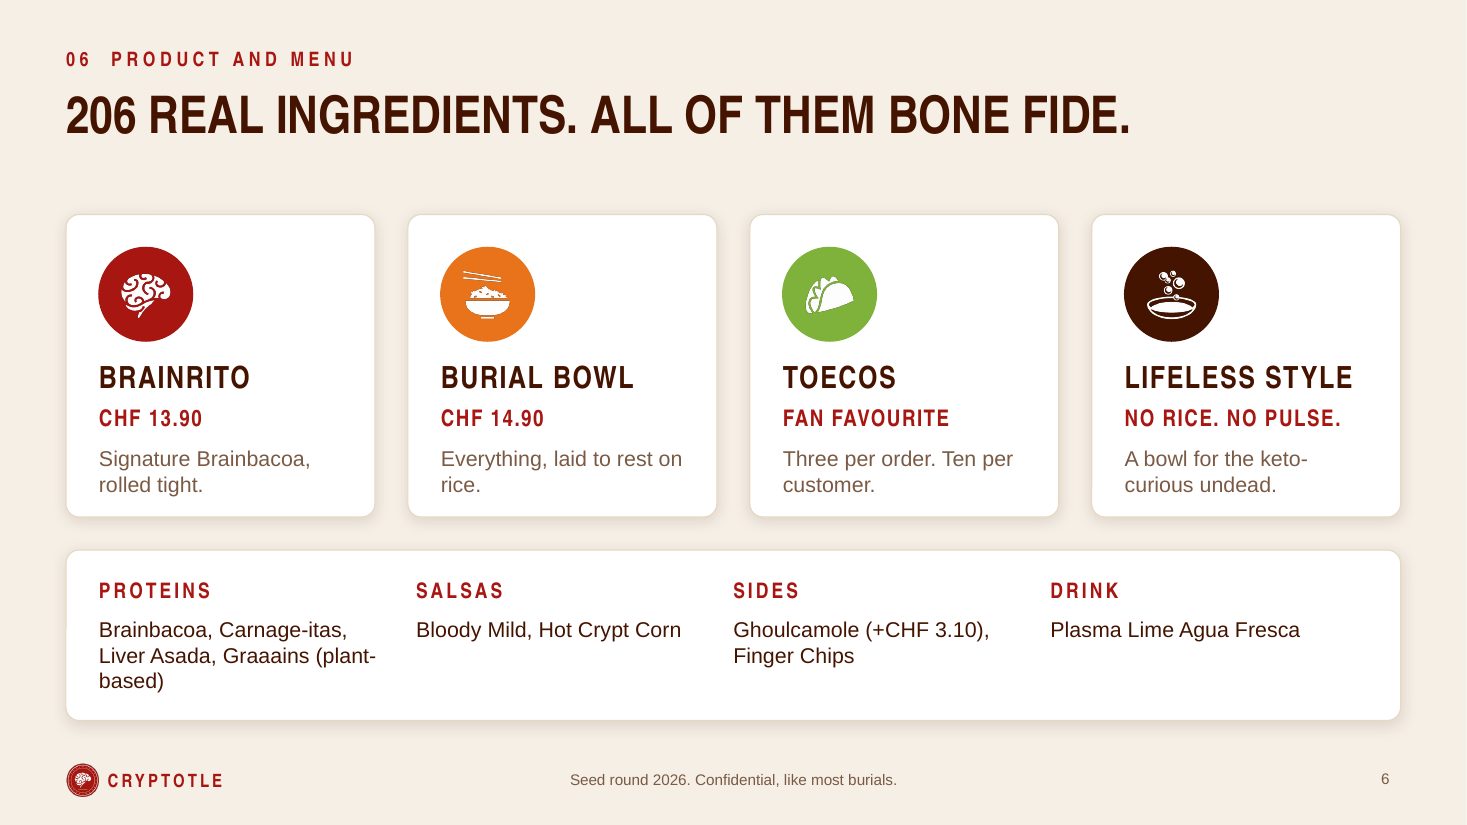 06 PRODUCT AND MENU
206 REAL INGREDIENTS. ALL OF THEM BONE FIDE.
BRAINRITO
CHF 13.90
Signature Brainbacoa,
rolled tight.
BURIAL BOWL
CHF 14.90
Everything, laid to rest on
rice.
TOECOS
FAN FAVOURITE
Three per order. Ten per
customer.
LIFELESS STYLE
NO RICE. NO PULSE.
A bowl for the keto-
curious undead.
PROTEINS
Brainbacoa, Carnage-itas,
Liver Asada, Graaains (plant-
based)
SALSAS
Bloody Mild, Hot Crypt Corn
SIDES
Ghoulcamole (+CHF 3.10),
Finger Chips
DRINK
Plasma Lime Agua Fresca
CRYPTOTLE
Seed round 2026. Confidential, like most burials.
6